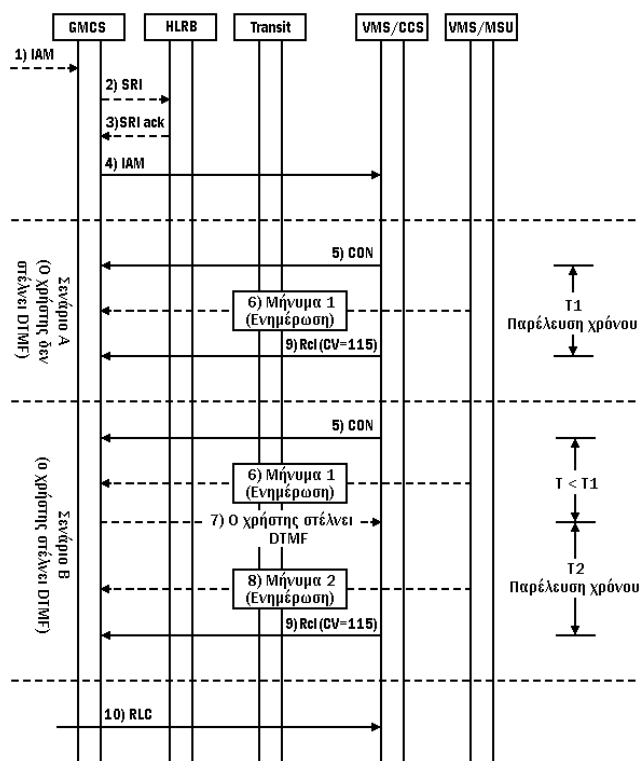 GMCS HLRB Transit VMS/CCS VMS/MSU
1) IAM
2) SRI
3)SRI ack
4) IAM
Σενάριο Α
(Ο χρήστης δεν
στέλνει DTMF)
5) CON
6) Μήνυμα 1
(Ενημέρωση)
9)Rcl(CV=115)
T1
Παρέλευση χρόνου
Σενάριο Β
(ο χρήστης στέλνει DTMF)
5) CON
6) Μήνυμα 1
(Ενημέρωση)
T < T1
7) Ο χρήστης στέλνει
DTMF
8) Μήνυμα 2
(Ενημέρωση)
T2
Παρέλευση χρόνου
9)Rcl(CV=115)
10) RLC